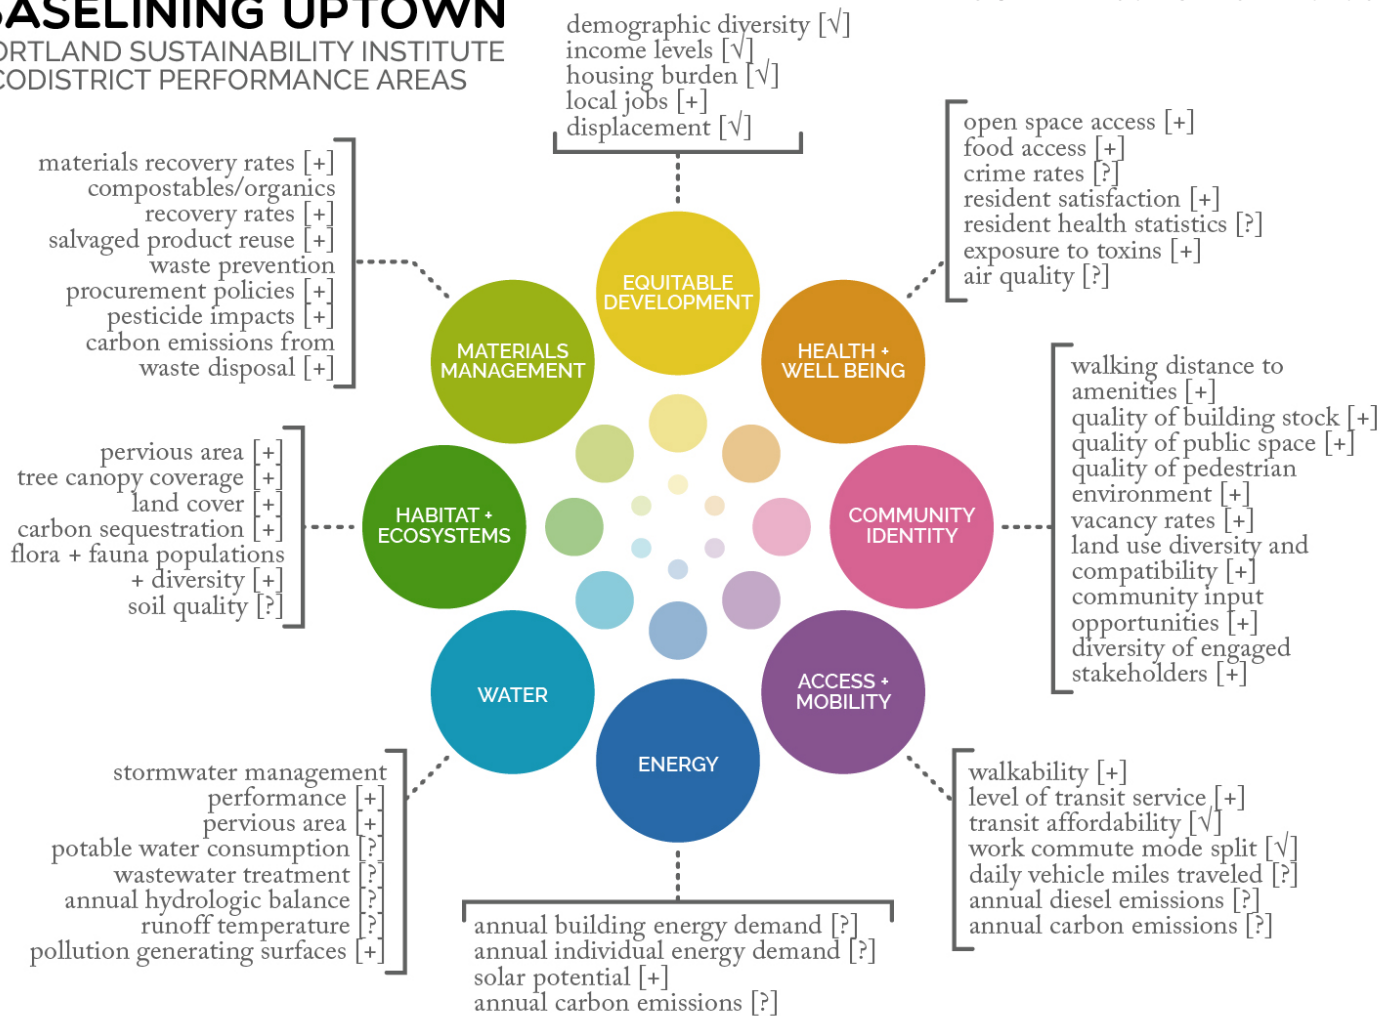 BASELINING UPTOWN
PORTLAND SUSTAINABILITY INSTITUTE
ECODISTRICT PERFORMANCE AREAS
demographic diversity [√]
income levels [√]
housing burden [√]
local jobs [+]
displacement [√]
open space access [+]
food access [+]
crime rates [?]
resident satisfaction [+]
resident health statistics [?]
exposure to toxins [+]
air quality [?]
materials recovery rates [+]
compostables/organics
recovery rates [+]
salvaged product reuse [+]
waste prevention
procurement policies [+]
pesticide impacts [+]
carbon emissions from
waste disposal [+]
EQUITABLE
DEVELOPMENT
MATERIALS
MANAGEMENT
HEALTH +
WELL BEING
walking distance to
amenities [+]
quality of building stock [+]
quality of public space [+]
quality of pedestrian
environment [+]
vacancy rates [+]
land use diversity and
compatibility [+]
community input
opportunities [+]
diversity of engaged
stakeholders [+]
pervious area [+]
tree canopy coverage [+]
land cover [+]
carbon sequestration [+]
flora + fauna populations
+ diversity [+]
soil quality [?]
HABITAT +
ECOSYSTEMS
COMMUNITY
IDENTITY
WATER
ACCESS +
MOBILITY
ENERGY
stormwater management
performance [+]
pervious area [+]
potable water consumption [?]
wastewater treatment [?]
annual hydrologic balance [?]
runoff temperature [?]
pollution generating surfaces [+]
walkability [+]
level of transit service [+]
transit affordability [√]
work commute mode split [√]
daily vehicle miles traveled [?]
annual diesel emissions [?]
annual carbon emissions [?]
annual building energy demand [?]
annual individual energy demand [?]
solar potential [+]
annual carbon emissions [?]